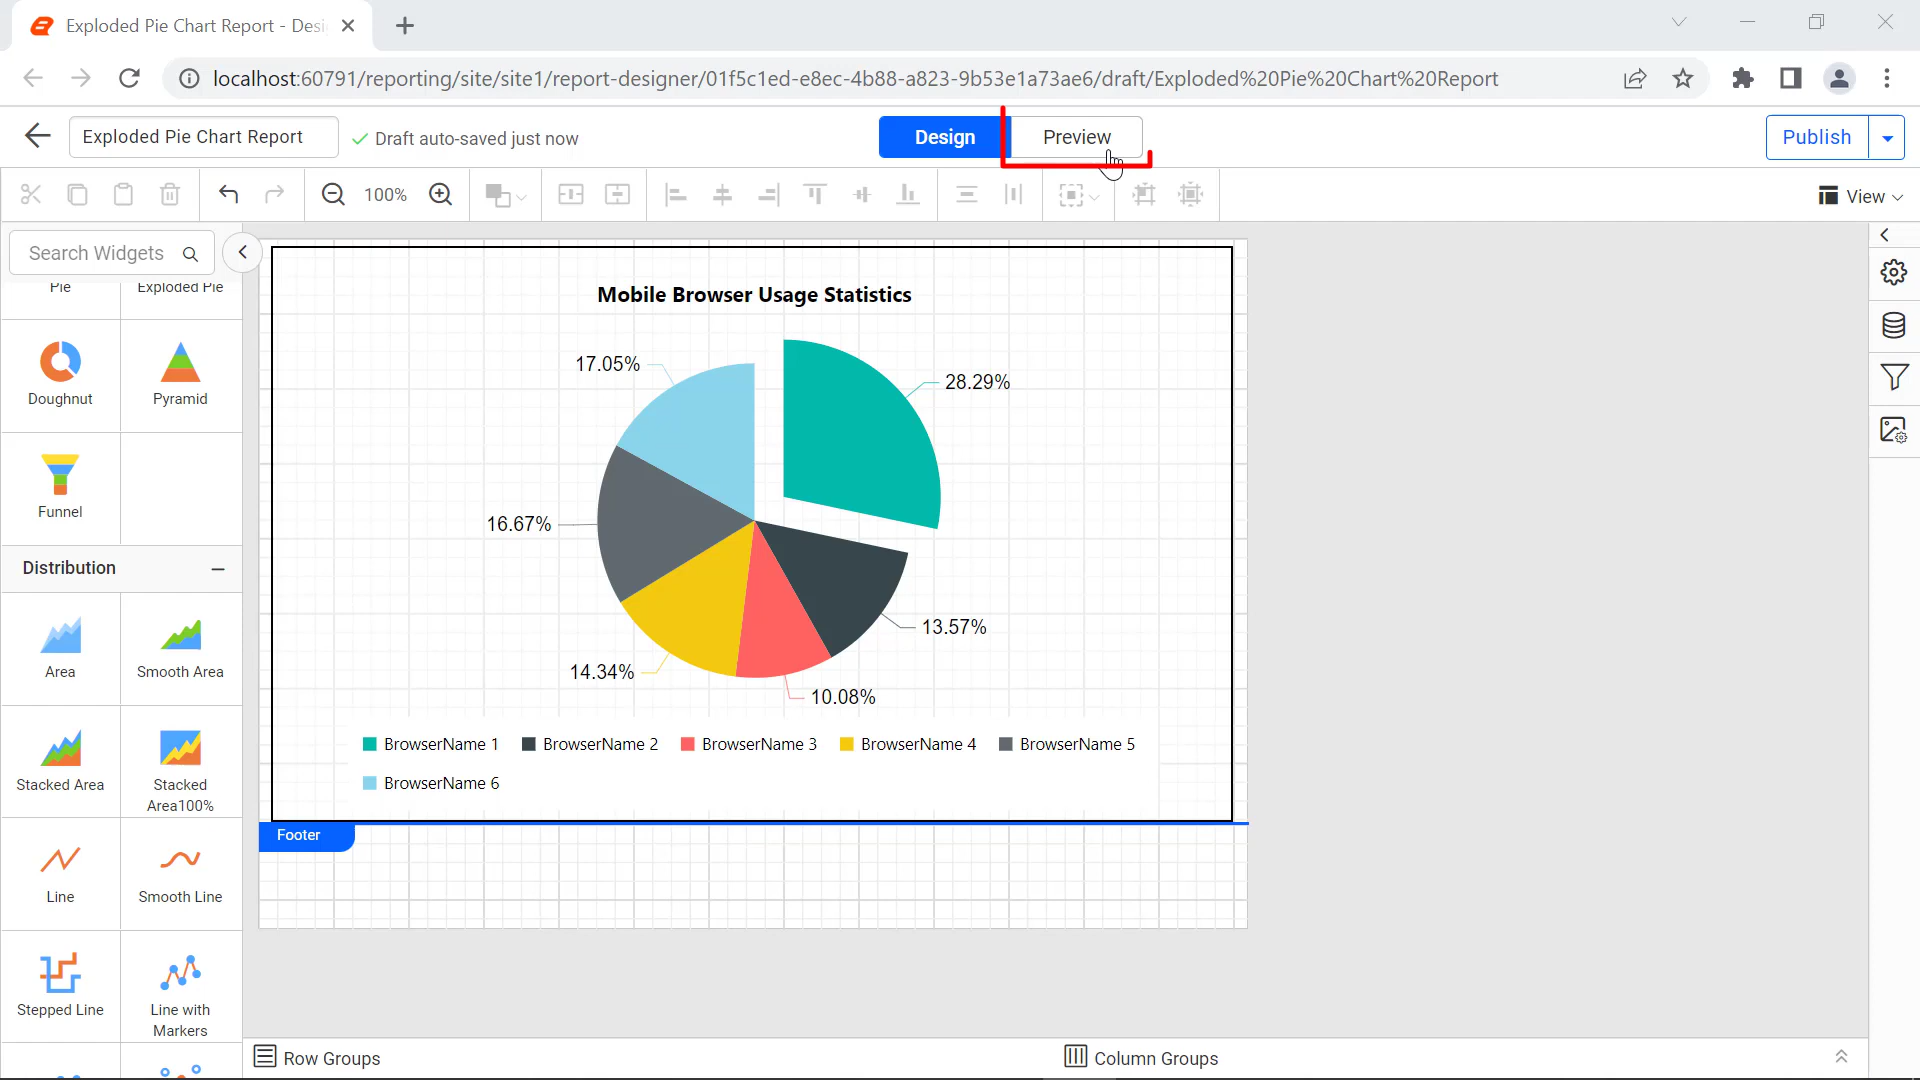 Exploded Pie Chart Report - Desi
localhost:60791/reporting/site/site1/report-designer/01f5c1ed-e8ec-4b88-a823-9b53e1a73ae6/draft/Exploded%20Pie%20Chart%20Report
Exploded Pie Chart Report
Draft auto-saved just now
Design
Preview
Publish
100%
View
Search Widgets
Pie
Exploded Pie
Doughnut
Pyramid
Funnel
Distribution
Area
Smooth Area
Stacked Area
Stacked
Area100%
Line
Smooth Line
Stepped Line
Line with
Markers
Mobile Browser Usage Statistics
17.05%
28.29%
16.67%
13.57%
14.34%
10.08%
BrowserName 1
BrowserName 2
BrowserName 3
BrowserName 4
BrowserName 5
BrowserName 6
Footer
Row Groups
Column Groups